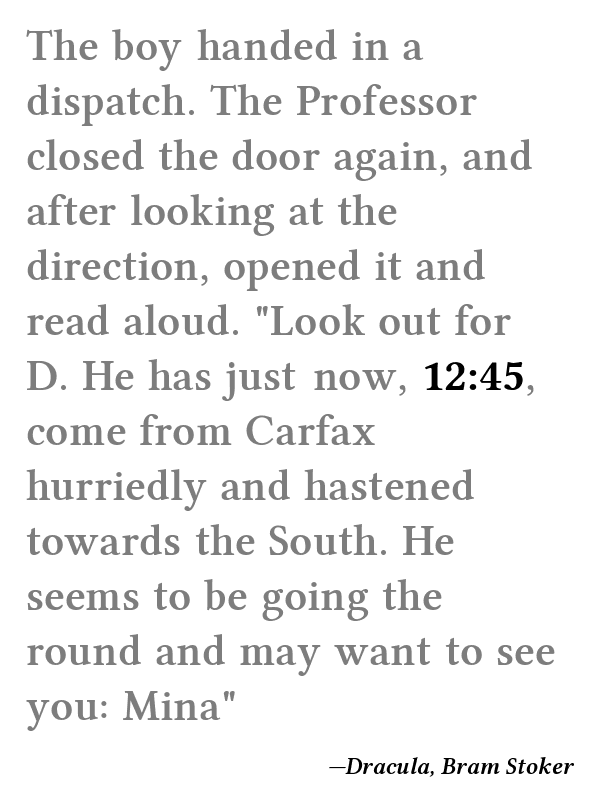 The boy handed in a
dispatch. The Professor
closed the door again, and
after looking at the
direction, opened it and
read aloud. "Look out for
D. He has just now, 12:45,
come from Carfax
hurriedly and hastened
towards the South. He
seems to be going the
round and may want to see
you: Mina"
—Dracula, Bram Stoker